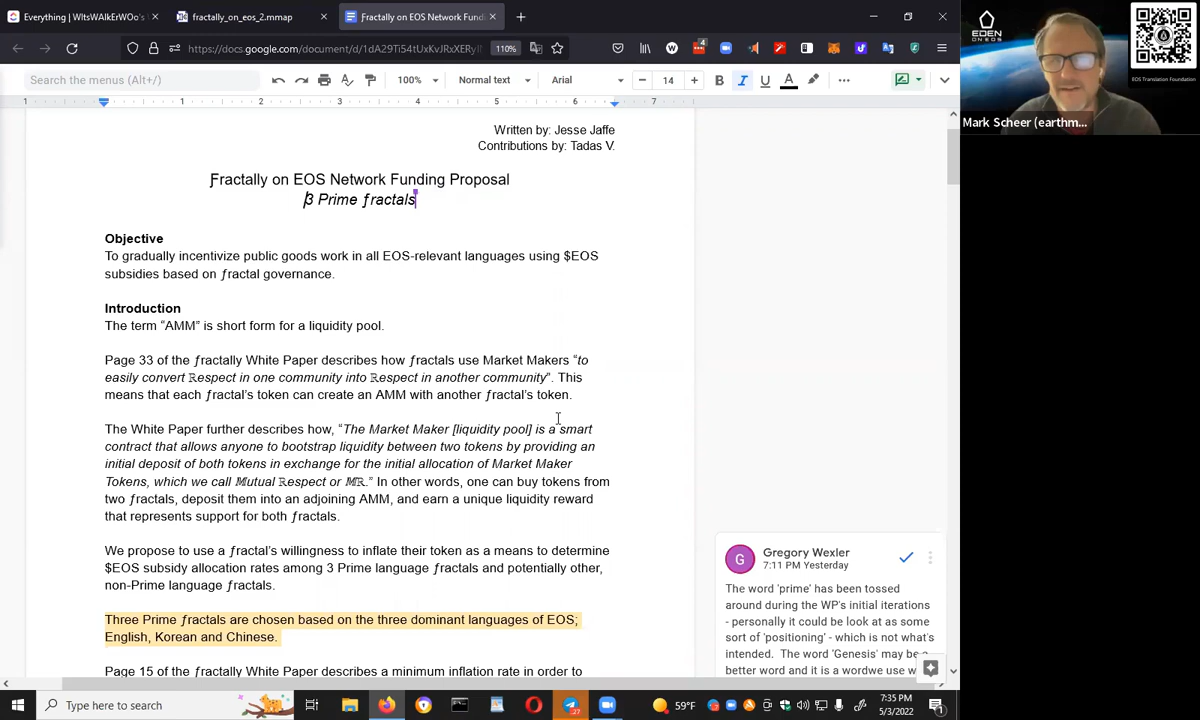 Everything | WItsWAlkErWOo's
fractally_on_eos_2.mmap
Ƒractally on EOS Network Fundi
https://docs.google.com/document/d/1dA29Ti54tUxKvJRxXERyI
110%
Search the menus (Alt+/)
100%
Normal text
Arial
14
B I U A
1 1 2 3 4 5 6 7
EDEN
ON EOS
EOS Translation Foundation
Mark Scheer (earthm...
Written by: Jesse Jaffe
Contributions by: Tadas V.
Ƒractally on EOS Network Funding Proposal
3 Prime ƒractals
Objective
To gradually incentivize public goods work in all EOS-relevant languages using $EOS
subsidies based on ƒractal governance.
Introduction
The term “AMM” is short form for a liquidity pool.
Page 33 of the ƒractally White Paper describes how ƒractals use Market Makers “to
easily convert ℝespect in one community into ℝespect in another community”. This
means that each ƒractal’s token can create an AMM with another ƒractal’s token.
The White Paper further describes how, “The Market Maker [liquidity pool] is a smart
contract that allows anyone to bootstrap liquidity between two tokens by providing an
initial deposit of both tokens in exchange for the initial allocation of Market Maker
Tokens, which we call 𝕄utual ℝespect or 𝕄ℝ.” In other words, one can buy tokens from
two ƒractals, deposit them into an adjoining AMM, and earn a unique liquidity reward
that represents support for both ƒractals.
We propose to use a ƒractal’s willingness to inflate their token as a means to determine
$EOS subsidy allocation rates among 3 Prime language ƒractals and potentially other,
non-Prime language ƒractals.
Three Prime ƒractals are chosen based on the three dominant languages of EOS;
English, Korean and Chinese.
Page 15 of the ƒractally White Paper describes a minimum inflation rate in order to
G
Gregory Wexler
7:11 PM Yesterday
The word 'prime' has been tossed
around during the WP's initial iterations
- personally it could be look at as some
sort of 'positioning' - which is not what's
intended. The word 'Genesis' may be a
better word and it is a wordwe use w
Type here to search
59°F
7:35 PM
5/3/2022